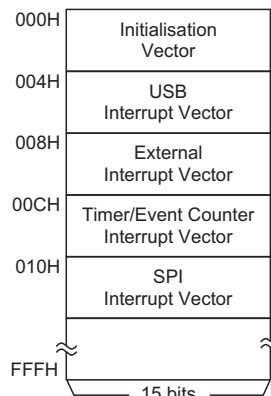 000H
Initialisation
Vector
004H
USB
Interrupt Vector
008H
External
Interrupt Vector
00CH
Timer/Event Counter
Interrupt Vector
010H
SPI
Interrupt Vector
FFFH
15 bits